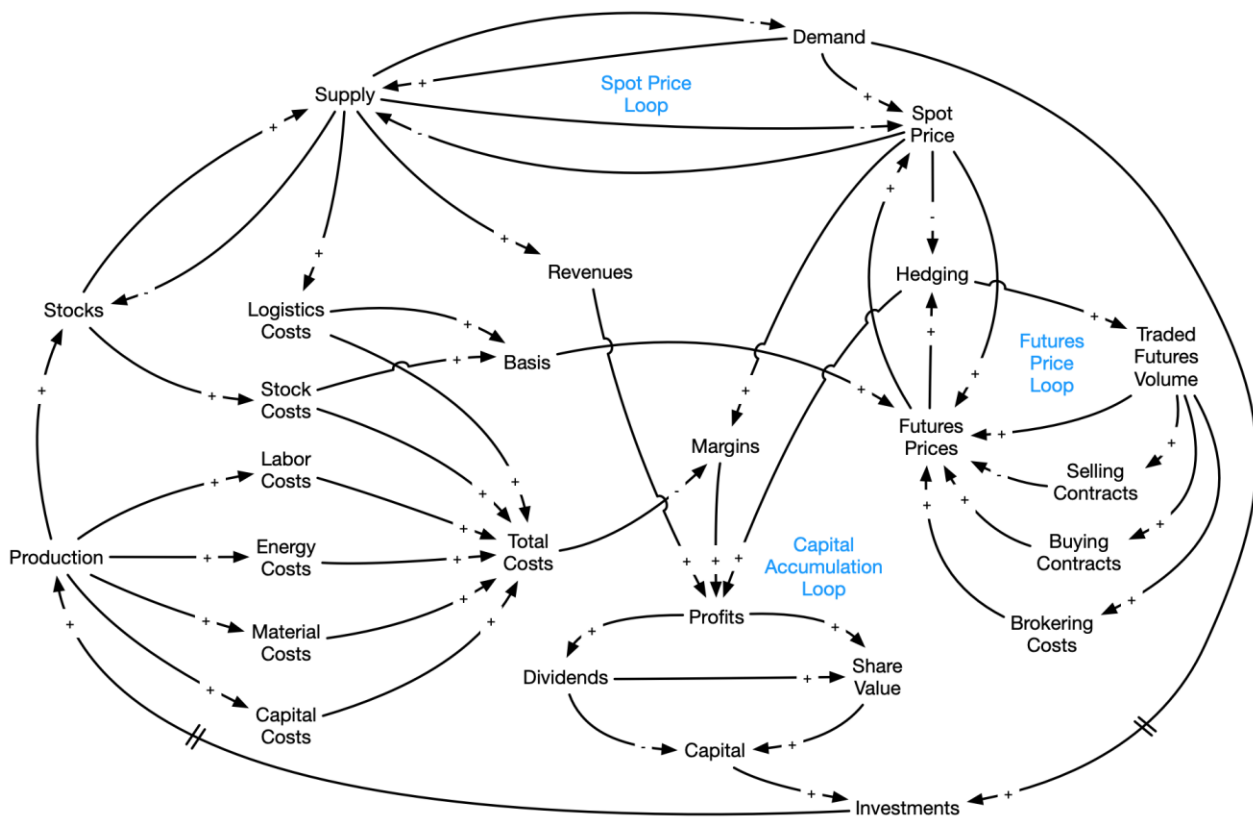 Demand
Supply
Spot Price
Loop
Spot
Price
Revenues
Hedging
Stocks
Logistics
Costs
Basis
Futures
Price
Loop
Traded
Futures
Volume
Stock
Costs
Futures
Prices
Margins
Labor
Costs
Selling
Contracts
Production
Energy
Costs
Total
Costs
Capital
Accumulation
Loop
Buying
Contracts
Profits
Brokering
Costs
Material
Costs
Dividends
Share
Value
Capital
Costs
Capital
Investments